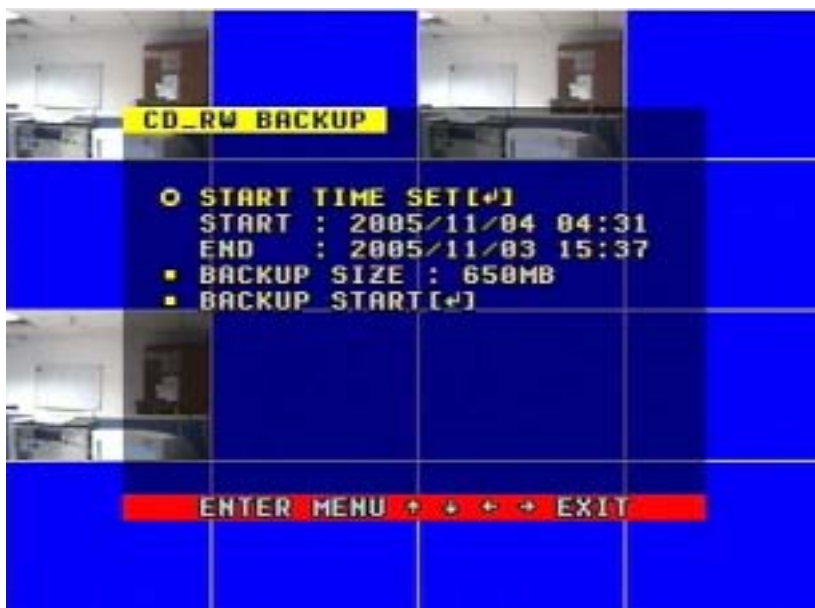 CD_RW BACKUP
START TIME SET[↵]
START : 2005/11/04 04:31
END : 2005/11/03 15:37
BACKUP SIZE : 650MB
BACKUP START[↵]
ENTER MENU ↑ ↓ ← → EXIT